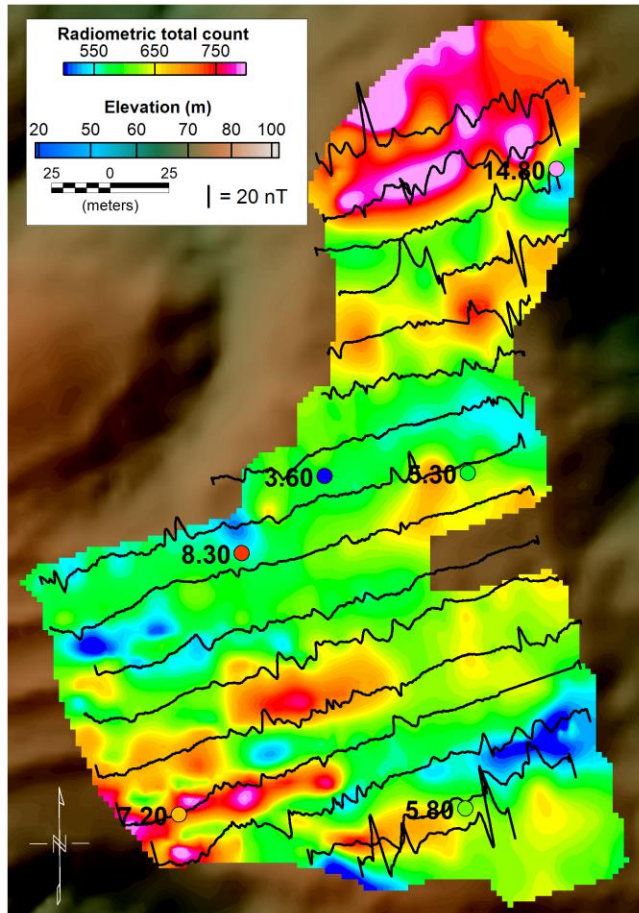 Radiometric total count
550 650 750
Elevation (m)
20 50 60 70 80 100
25 0 25
(meters)
= 20 nT
14.80
3.60
5.30
8.30
7.20
5.80
N